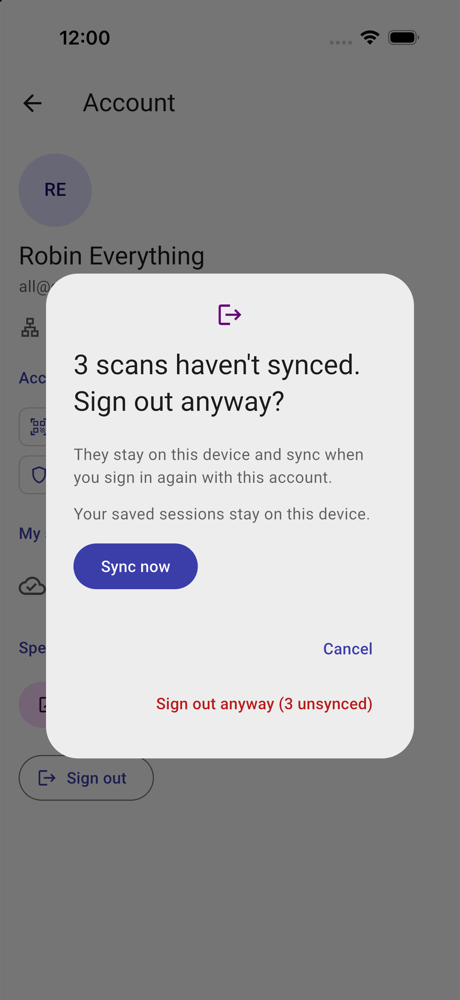 12:00
Account
RE
Robin Everything
all@
3 scans haven't synced.
Sign out anyway?
They stay on this device and sync when
you sign in again with this account.
Your saved sessions stay on this device.
Sync now
Cancel
Sign out anyway (3 unsynced)
My
Sign out